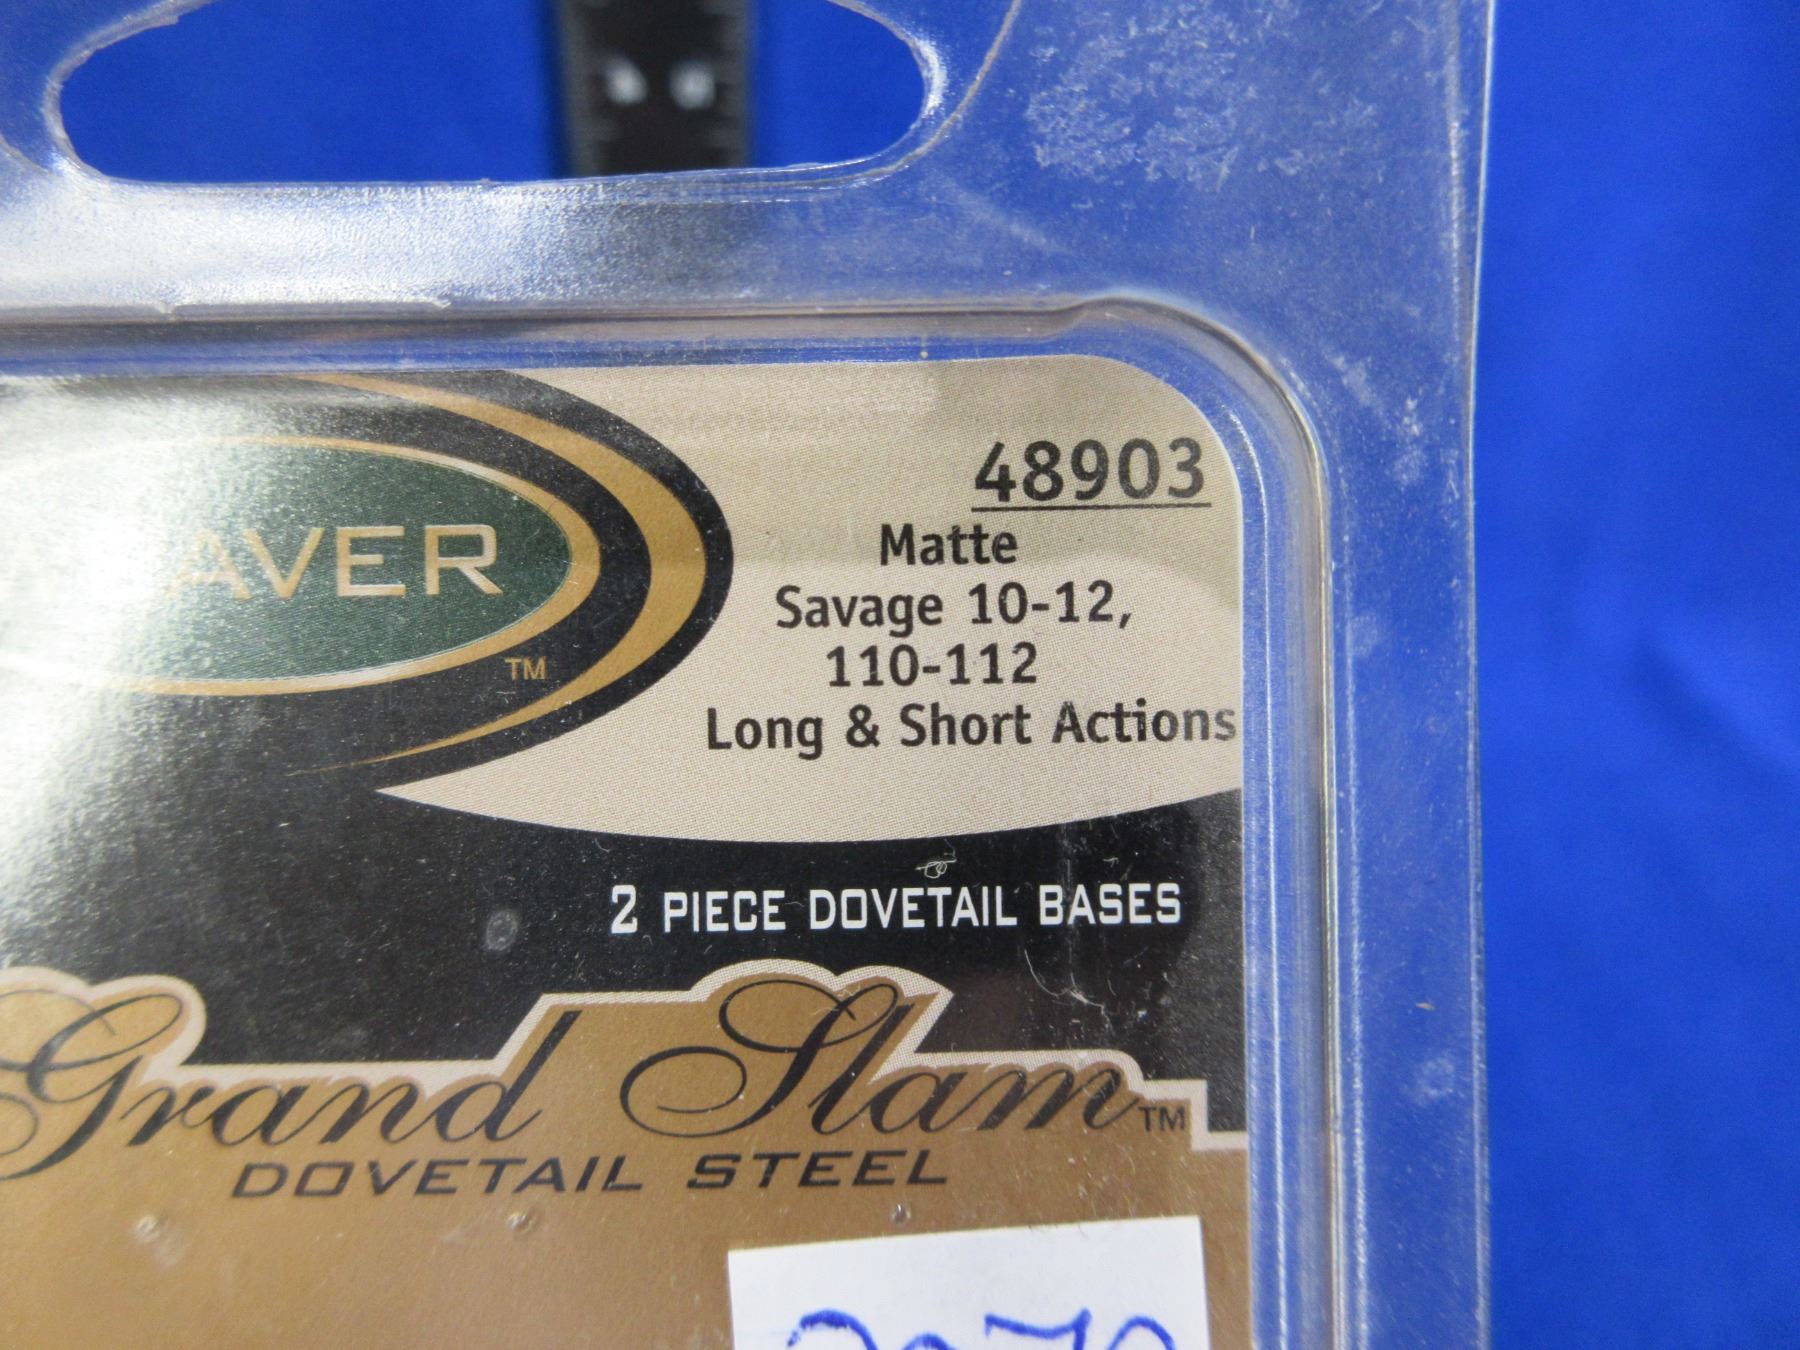 48903
Matte
AVER
Savage 10-12,
110-112
TM
Long & Short Actions
2 PIECE DOVETAIL BASES
Grand Slam TM
DOVETAIL STEEL